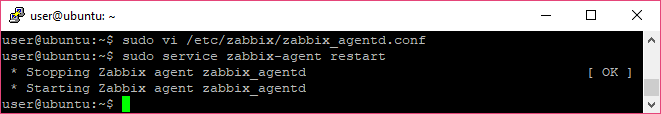 user@ubuntu: ~
user@ubuntu:~$ sudo vi /etc/zabbix/zabbix_agentd.conf
user@ubuntu:~$ sudo service zabbix-agent restart
 * Stopping Zabbix agent zabbix_agentd [ OK ]
 * Starting Zabbix agent zabbix_agentd
user@ubuntu:~$